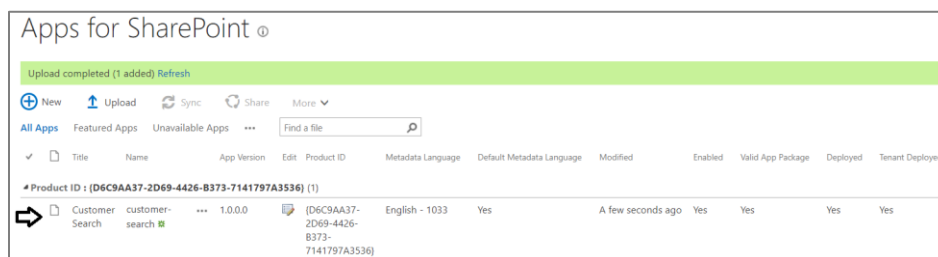 Apps for SharePoint
Upload completed (1 added) Refresh
New Upload Sync Share More
All Apps Featured Apps Unavailable Apps ••• Find a file
Title Name App Version Edit Product ID Metadata Language Default Metadata Language Modified Enabled Valid App Package Deployed Tenant Deploye
Product ID : {D6C9AA37-2D69-4426-B373-7141797A3536} (1)
Customer customer- ••• 1.0.0.0 {D6C9AA37- English - 1033 Yes A few seconds ago Yes Yes Yes Yes
Search search 2D69-4426-
B373-
7141797A3536}